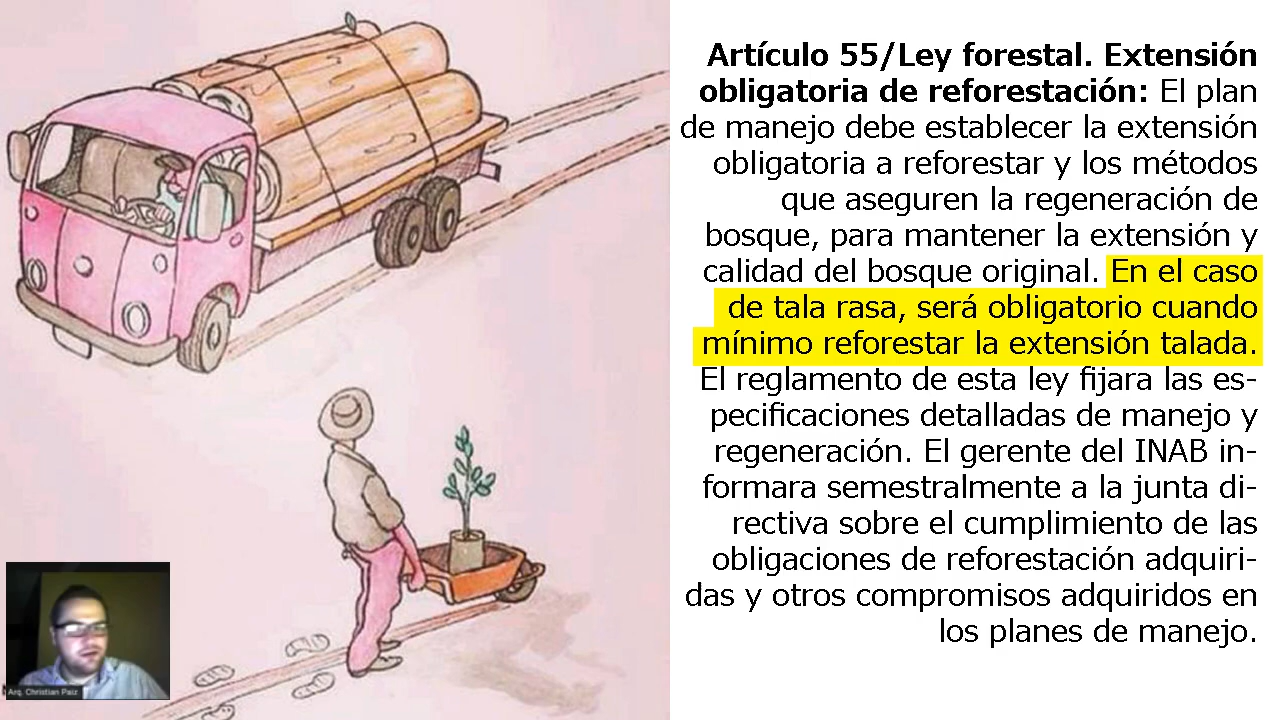 Artículo 55/Ley forestal. Extensión
obligatoria de reforestación: El plan
de manejo debe establecer la extensión
obligatoria a reforestar y los métodos
que aseguren la regeneración de
bosque, para mantener la extensión y
calidad del bosque original. En el caso
de tala rasa, será obligatorio cuando
mínimo reforestar la extensión talada.
El reglamento de esta ley fijara las es-
pecificaciones detalladas de manejo y
regeneración. El gerente del INAB in-
formara semestralmente a la junta di-
rectiva sobre el cumplimiento de las
obligaciones de reforestación adquiri-
das y otros compromisos adquiridos en
los planes de manejo.
Arq. Christian Paiz